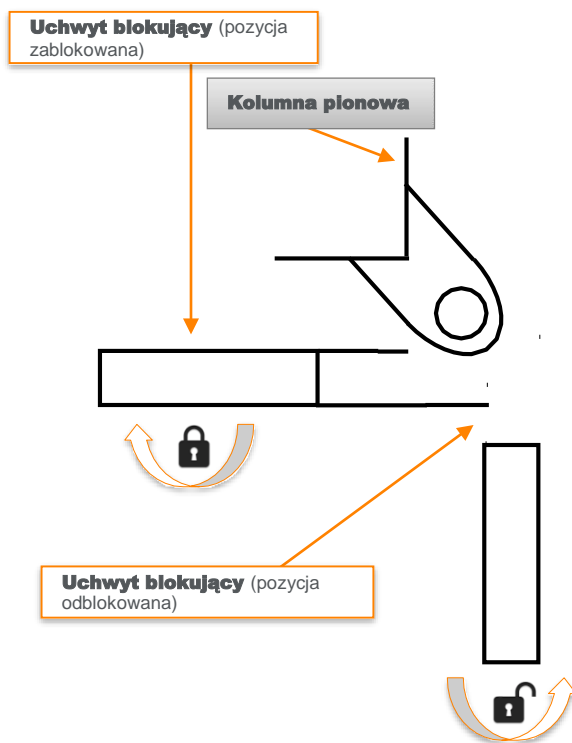 Uchwyt blokujący (pozycja
zablokowana)
Kolumna pionowa
Uchwyt blokujący (pozycja
odblokowana)